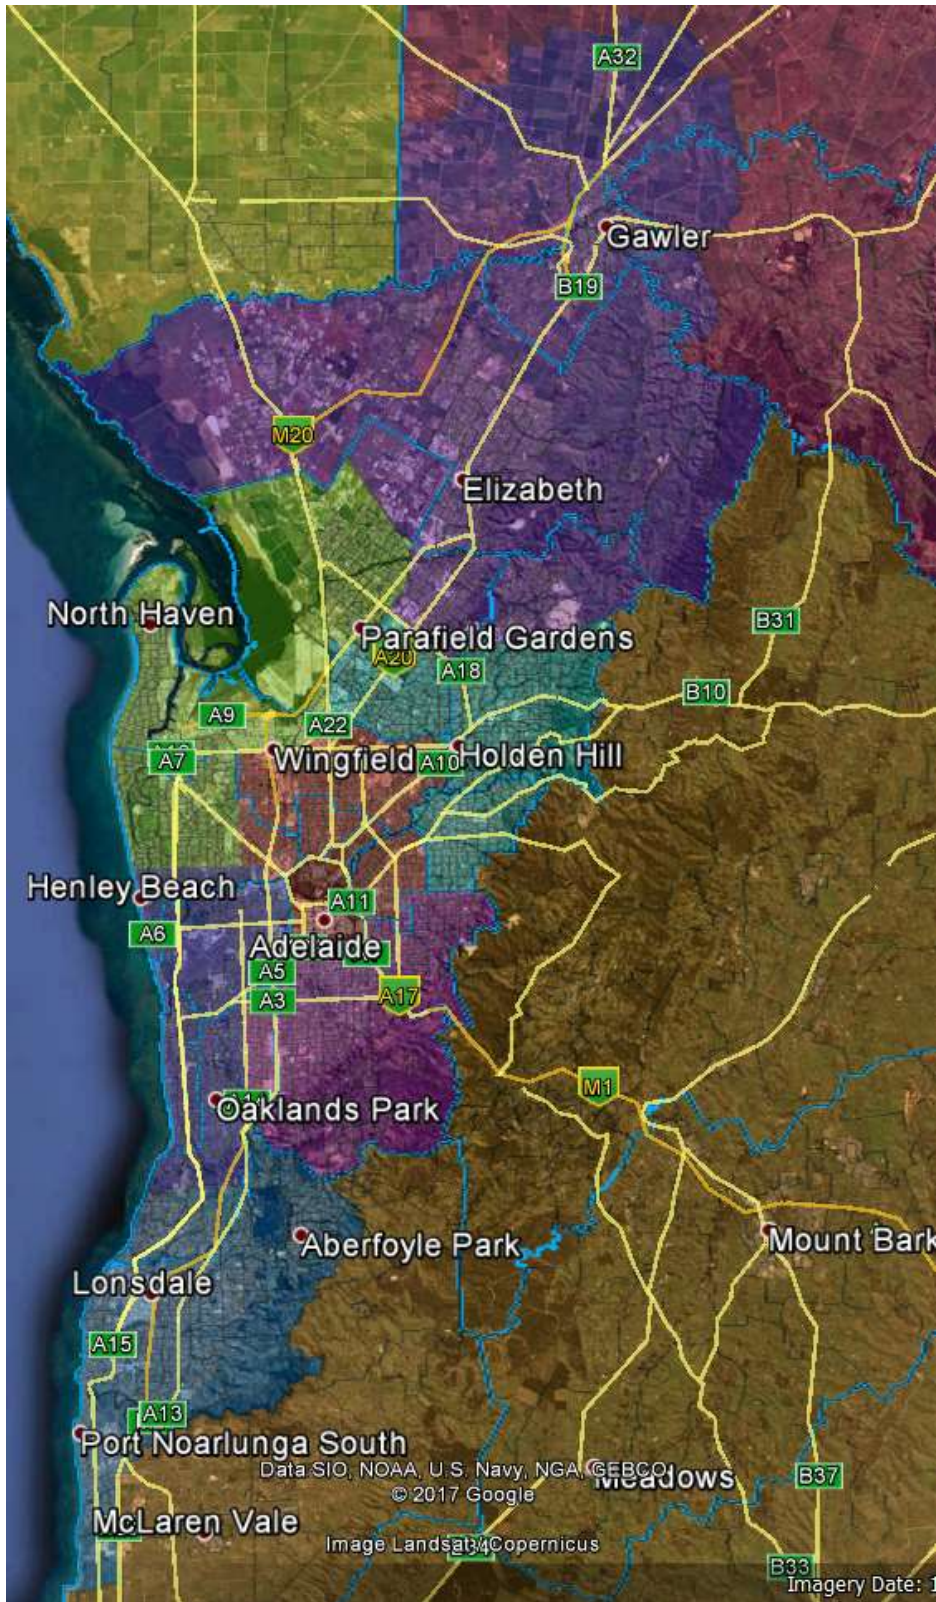 A32
Gawler
B19
M20
Elizabeth
North Haven
B31
Parafield Gardens
A20
A18
B10
A9
A22
A7
Wingfield
A10
Holden Hill
Henley Beach
A11
A6
Adelaide
A5
A17
A3
M1
Oaklands Park
Aberfoyle Park
Mount Bark
Lonsdale
A15
A13
Port Noarlunga South
Data SIO, NOAA, U.S. Navy, NGA, GEBCO
Meadows
B37
© 2017 Google
McLaren Vale
Image Landsat / Copernicus
B34
B33
Imagery Date: 1